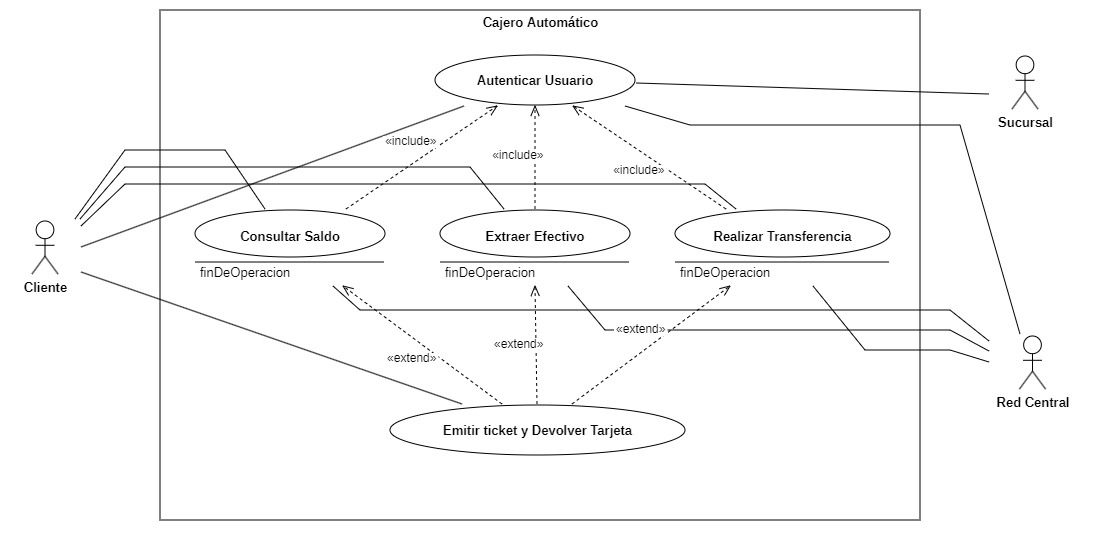 Cajero Automático
Autenticar Usuario
Sucursal
«include»
«include»
«include»
Cliente
Consultar Saldo
Extraer Efectivo
Realizar Transferencia
finDeOperacion
finDeOperacion
finDeOperacion
«extend»
«extend»
«extend»
Red Central
Emitir ticket y Devolver Tarjeta